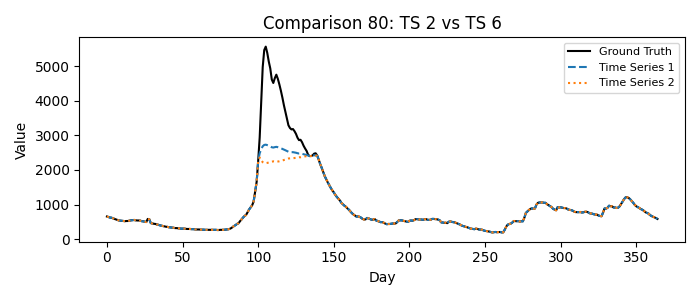 Comparison 80: TS 2 vs TS 6
Ground Truth
Time Series 1
Time Series 2
Value
5000
4000
3000
2000
1000
0
0 50 100 150 200 250 300 350
Day